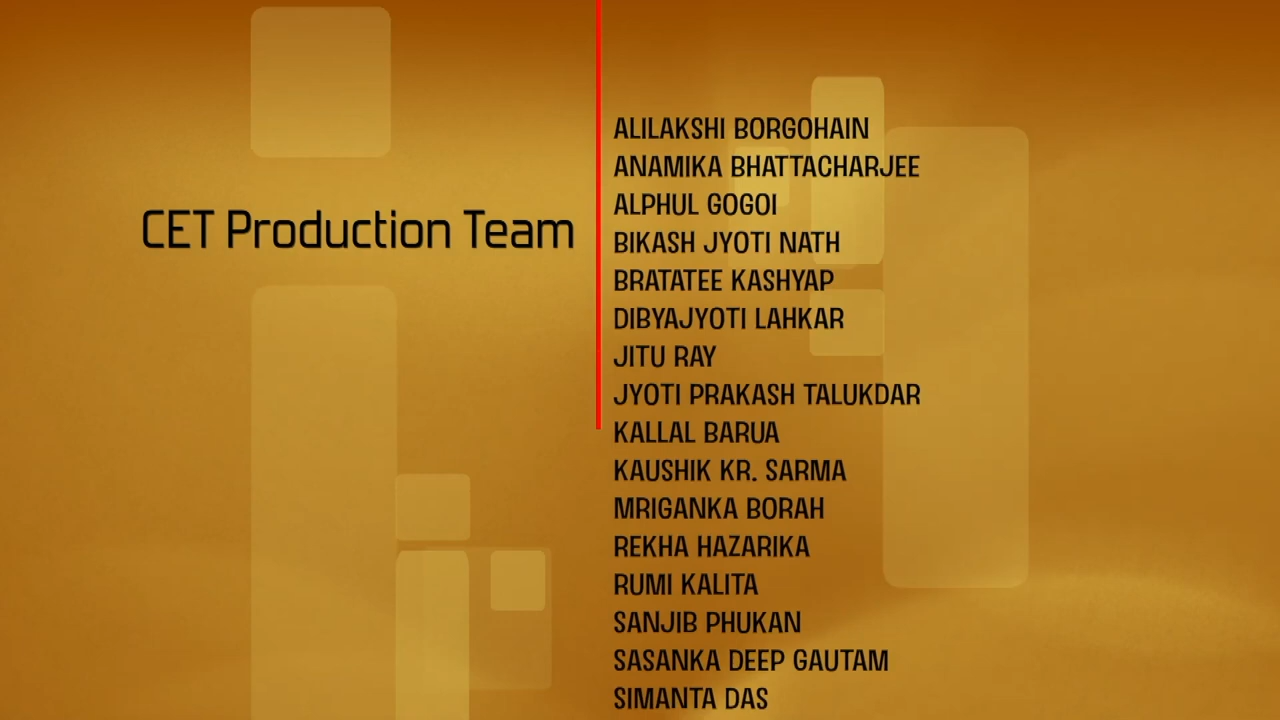 CET Production Team
ALILAKSHI BORGOHAIN
ANAMIKA BHATTACHARJEE
ALPHUL GOGOI
BIKASH JYOTI NATH
BRATATEE KASHYAP
DIBYAJYOTI LAHKAR
JITU RAY
JYOTI PRAKASH TALUKDAR
KALLAL BARUA
KAUSHIK KR. SARMA
MRIGANKA BORAH
REKHA HAZARIKA
RUMI KALITA
SANJIB PHUKAN
SASANKA DEEP GAUTAM
SIMANTA DAS